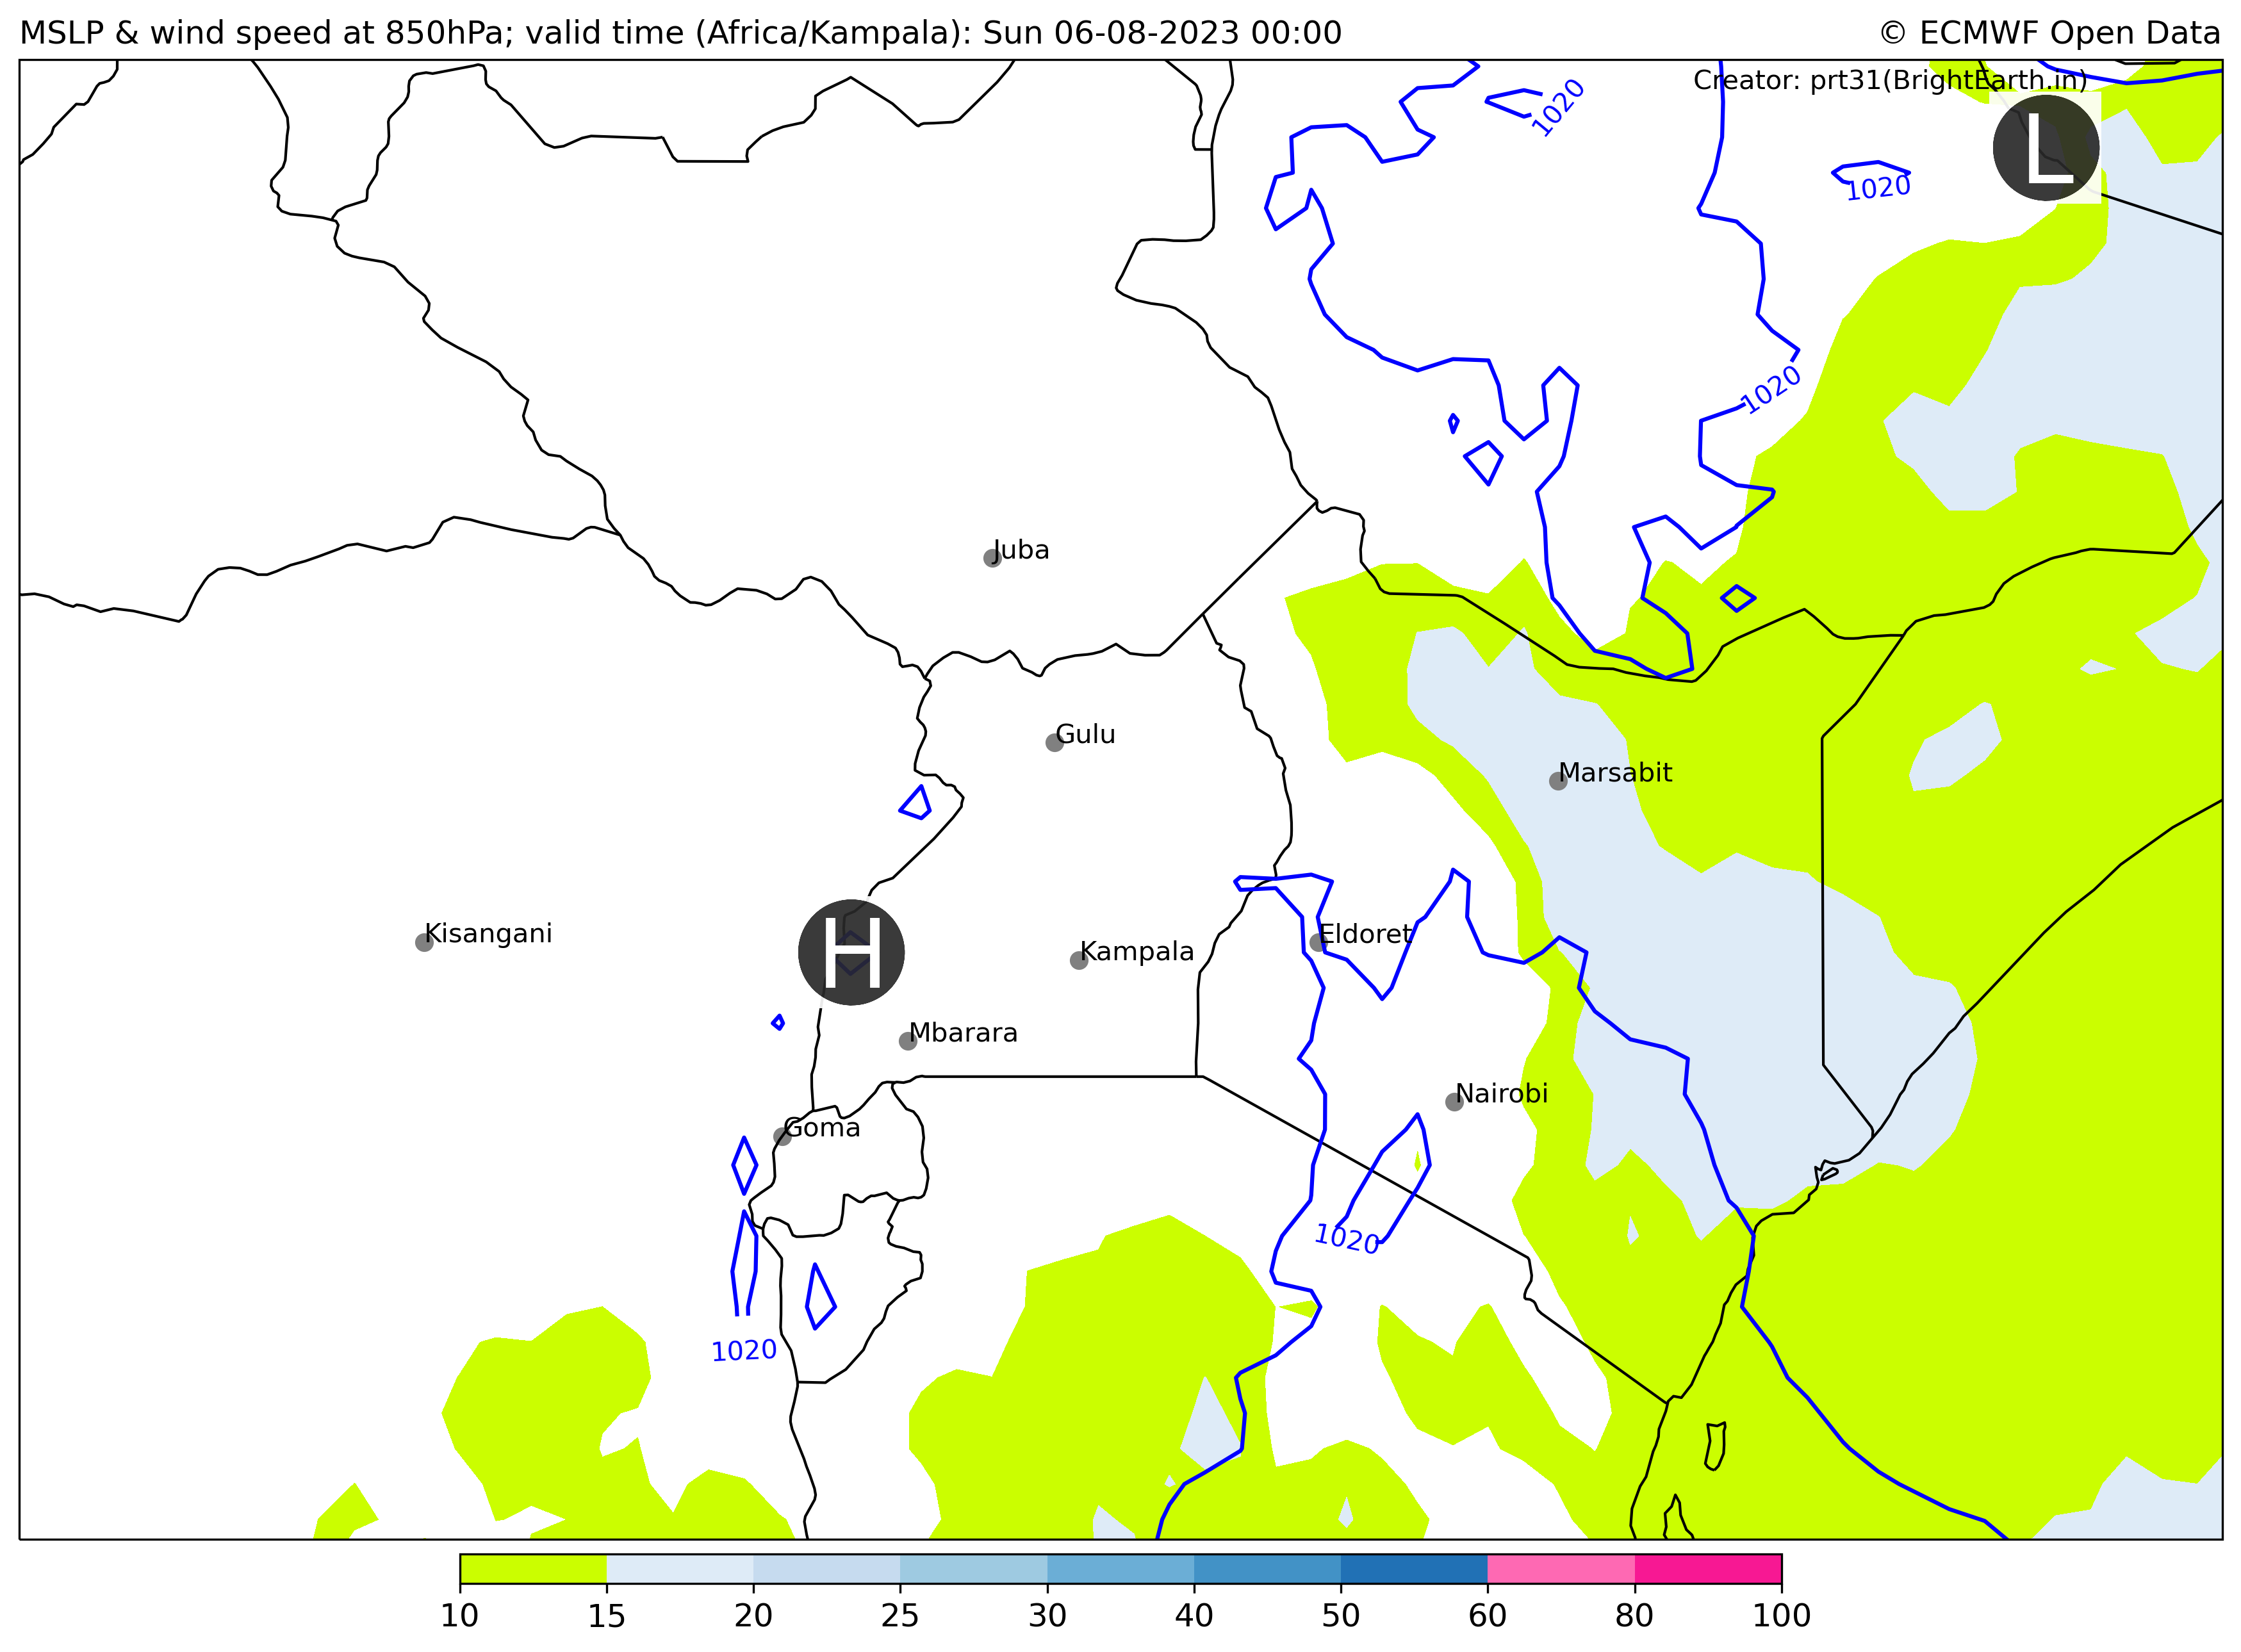 MSLP & wind speed at 850hPa; valid time (Africa/Kampala): Sun 06-08-2023 00:00
© ECMWF Open Data
Creator: prt31(BrightEarth.in)
1020
L
1020
1020
Juba
Gulu
Marsabit
Kisangani
H
Kampala
Eldoret
Mbarara
Nairobi
Goma
1020
1020
10 15 20 25 30 40 50 60 80 100